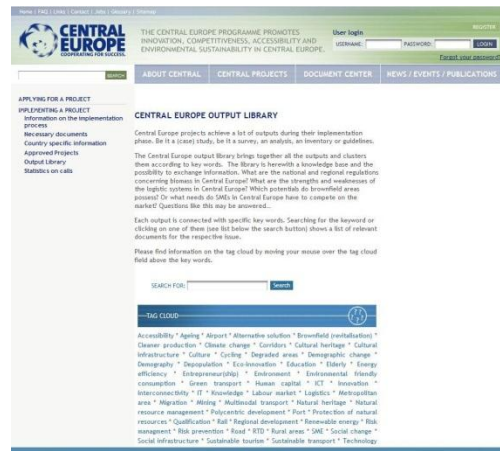 Home | FAQ | Links | Contact | Jobs | Glossary | Sitemap
CENTRAL
EUROPE
COOPERATING FOR SUCCESS.
THE CENTRAL EUROPE PROGRAMME PROMOTES
INNOVATION, COMPETITIVENESS, ACCESSIBILITY AND
ENVIRONMENTAL SUSTAINABILITY IN CENTRAL EUROPE.
User login
REGISTER
USERNAME:
PASSWORD:
LOGIN
Forgot your password?
SEARCH
ABOUT CENTRAL
CENTRAL PROJECTS
DOCUMENT CENTER
NEWS / EVENTS / PUBLICATIONS
APPLYING FOR A PROJECT
IMPLEMENTING A PROJECT
Information on the implementation
process
Necessary documents
Country specific information
Approved Projects
Output Library
Statistics on calls
CENTRAL EUROPE OUTPUT LIBRARY
Central Europe projects achieve a lot of outputs during their implementation
phase. Be it a (case) study, be it a survey, an analysis, an inventory or guidelines.
The Central Europe output library brings together all the outputs and clusters
them according to key words. The library is herewith a knowledge base and the
possibility to exchange information. What are the national and regional regulations
concerning biomass in Central Europe? What are the strengths and weaknesses of
the logistic systems in Central Europe? Which potentials do brownfield areas
possess? Or what needs do SMEs in Central Europe have to compete on the
market? Questions like this may be answered...
Each output is connected with specific key words. Searching for the keyword or
clicking on one of them (see list below the search button) shows a list of relevant
documents for the respective issue.
Please find information on the tag cloud by moving your mouse over the tag cloud
field above the key words.
SEARCH FOR:
Search
TAG CLOUD
Accessibility * Ageing * Airport * Alternative solution * Brownfield (revitalisation) *
Cleaner production * Climate change * Corridors * Cultural heritage * Cultural
infrastructure * Culture * Cycling * Degraded areas * Demographic change *
Demography * Depopulation * Eco-innovation * Education * Elderly * Energy
efficiency * Entrepreneur(ship) * Environment * Environmental friendly
consumption * Green transport * Human capital * ICT * Innovation *
Interconnectivity * IT * Knowledge * Labour market * Logistics * Metropolitan
area * Migration * Mining * Multimodal transport * Natural heritage * Natural
resource management * Polycentric development * Port * Protection of natural
resources * Qualification * Rail * Regional development * Renewable energy * Risk
managment * Risk prevention * Road * RTD * Rural areas * SME * Social change *
Social infrastructure * Sustainable tourism * Sustainable transport * Technology